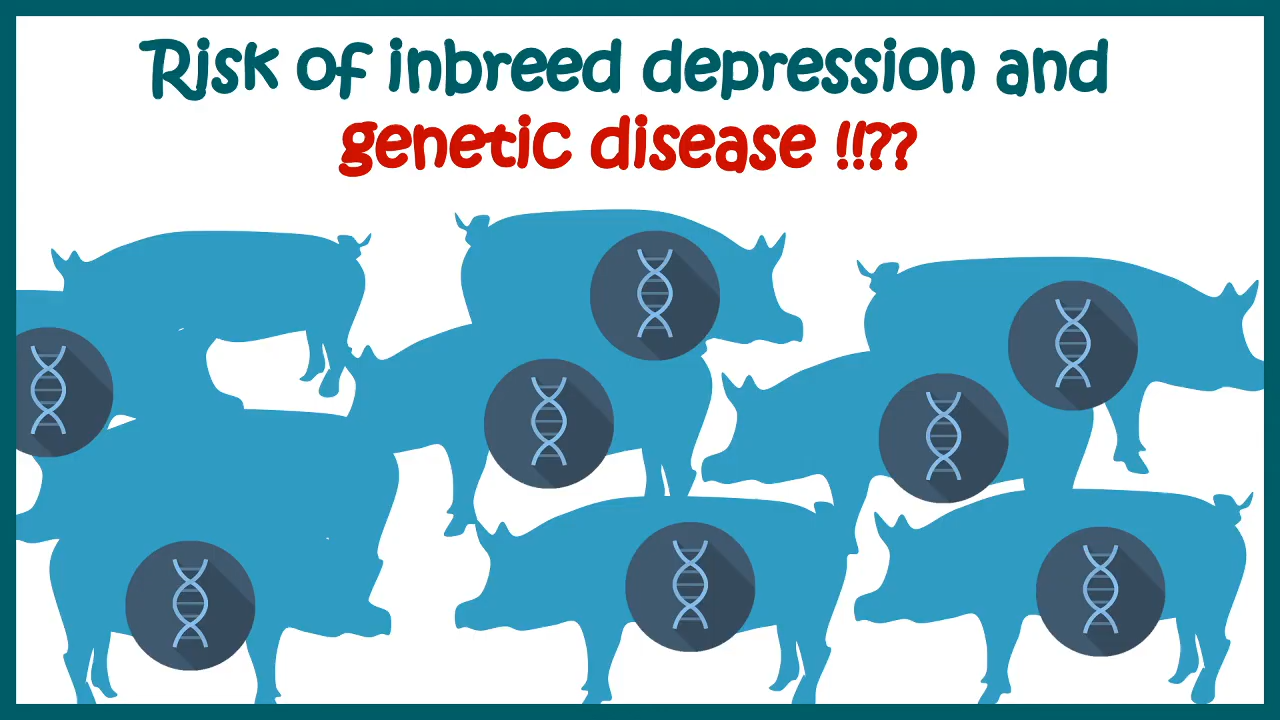 Risk of inbreed depression and
genetic disease !!??